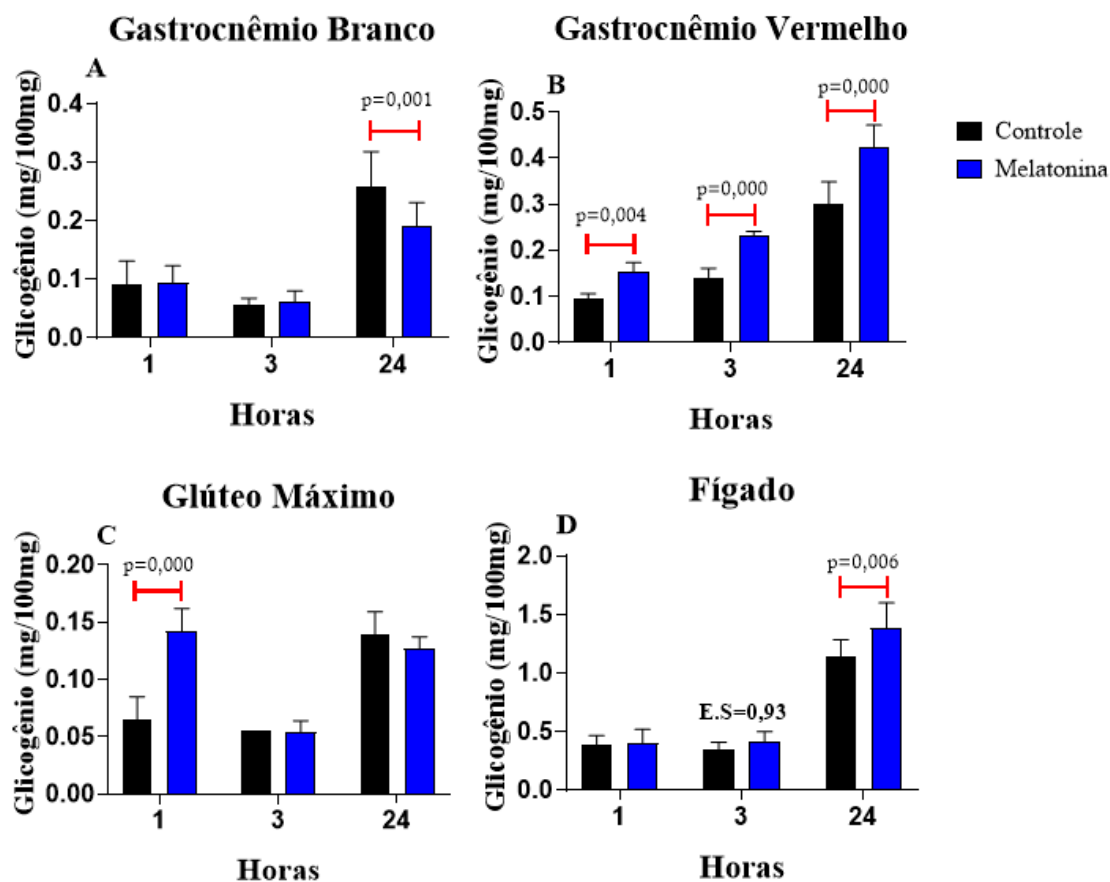 Gastrocnêmio Branco
A
Glicogênio (mg/100mg)
0.4
0.3
0.2
0.1
0.0
p=0,001
1 3 24
Horas
Gastrocnêmio Vermelho
B
Glicogênio (mg/100mg)
0.5
0.4
0.3
0.2
0.1
0.0
p=0,004
p=0,000
p=0,000
1 3 24
Horas
Controle
Melatonina
Glúteo Máximo
C
Glicogênio (mg/100mg)
0.20
0.15
0.10
0.05
0.00
p=0,000
1 3 24
Horas
Fígado
D
Glicogênio (mg/100mg)
2.0
1.5
1.0
0.5
0.0
E.S=0,93
p=0,006
1 3 24
Horas